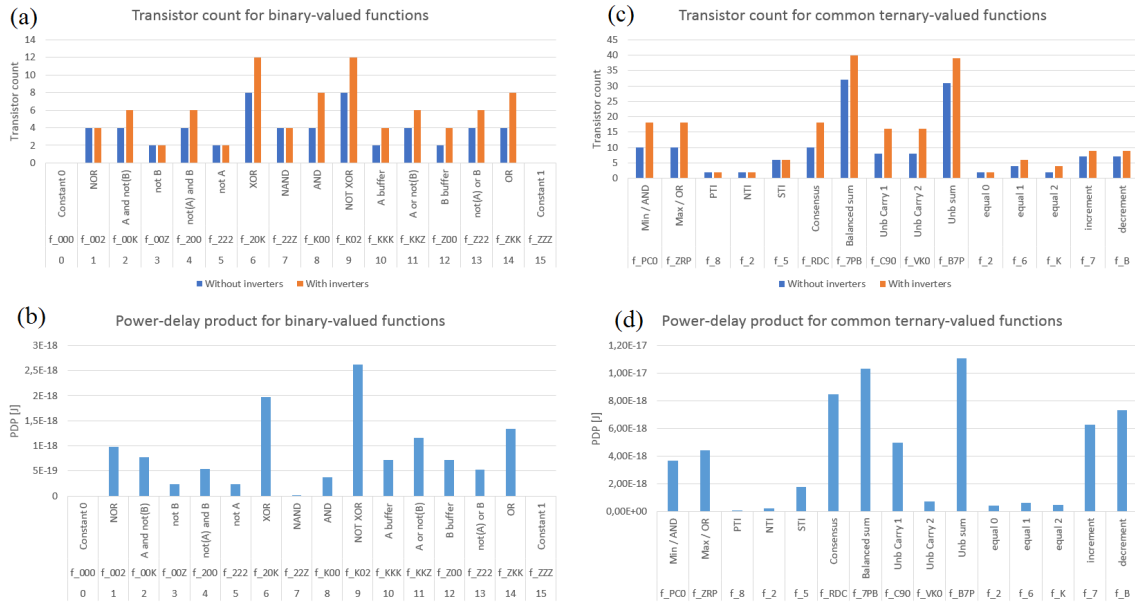 (a)
Transistor count for binary-valued functions
Transistor count
14
12
10
8
6
4
2
0
Constant 0
NOR
A and not(B)
not B
not(A) and B
not A
XOR
NAND
AND
NOT XOR
A buffer
A or not(B)
B buffer
not(A) or B
OR
Constant 1
f_000 f_002 f_00K f_00Z f_200 f_222 f_20K f_22Z f_K00 f_K02 f_KKK f_KKZ f_Z00 f_Z22 f_ZKK f_ZZZ
0 1 2 3 4 5 6 7 8 9 10 11 12 13 14 15
Without inverters With inverters
(b)
Power-delay product for binary-valued functions
PDP [J]
3E-18
2,5E-18
2E-18
1,5E-18
1E-18
5E-19
0
Constant 0
NOR
A and not(B)
not B
not(A) and B
not A
XOR
NAND
AND
NOT XOR
A buffer
A or not(B)
B buffer
not(A) or B
OR
Constant 1
f_000 f_002 f_00K f_00Z f_200 f_222 f_20K f_22Z f_K00 f_K02 f_KKK f_KKZ f_Z00 f_Z22 f_ZKK f_ZZZ
0 1 2 3 4 5 6 7 8 9 10 11 12 13 14 15
(c)
Transistor count for common ternary-valued functions
Transistor count
45
40
35
30
25
20
15
10
5
0
Min / AND
Max / OR
PTI
NTI
STI
Consensus
Balanced sum
Unb Carry 1
Unb Carry 2
Unb sum
equal 0
equal 1
equal 2
increment
decrement
f_PC0 f_ZRP f_8 f_2 f_5 f_RDC f_7PB f_C90 f_VK0 f_B7P f_2 f_6 f_K f_7 f_B
Without inverters With inverters
(d)
Power-delay product for common ternary-valued functions
PDP [J]
1,20E-17
1,00E-17
8,00E-18
6,00E-18
4,00E-18
2,00E-18
0,00E+00
Min / AND
Max / OR
PTI
NTI
STI
Consensus
Balanced sum
Unb Carry 1
Unb Carry 2
Unb sum
equal 0
equal 1
equal 2
increment
decrement
f_PC0 f_ZRP f_8 f_2 f_5 f_RDC f_7PB f_C90 f_VK0 f_B7P f_2 f_6 f_K f_7 f_B